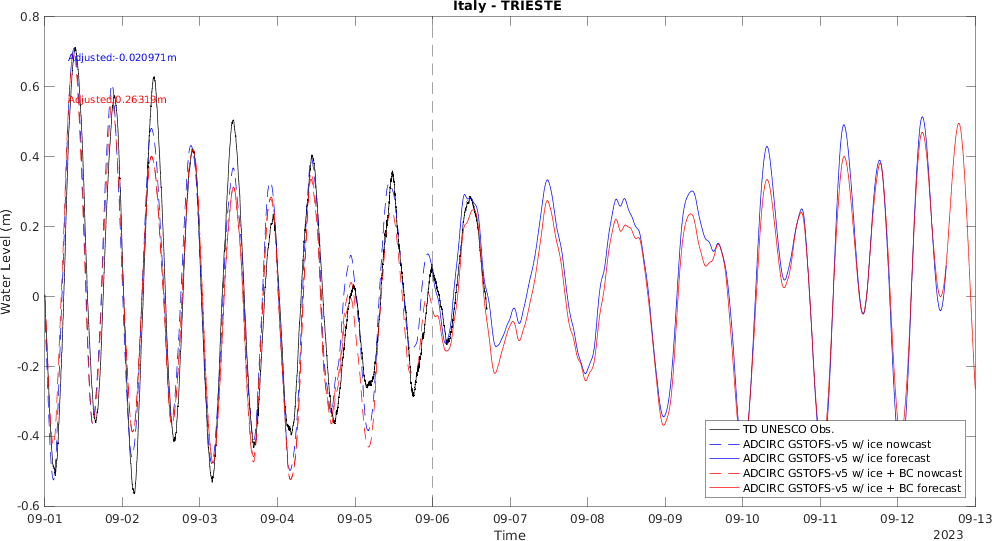 Italy - TRIESTE
Adjusted:-0.020971m
Adjusted:0.26319m
Water Level (m)
0.8
0.6
0.4
0.2
0
-0.2
-0.4
-0.6
TD UNESCO Obs.
ADCIRC GSTOFS-v5 w/ ice nowcast
ADCIRC GSTOFS-v5 w/ ice forecast
ADCIRC GSTOFS-v5 w/ ice + BC nowcast
ADCIRC GSTOFS-v5 w/ ice + BC forecast
09-01 09-02 09-03 09-04 09-05 09-06 09-07 09-08 09-09 09-10 09-11 09-12 09-13
Time
2023